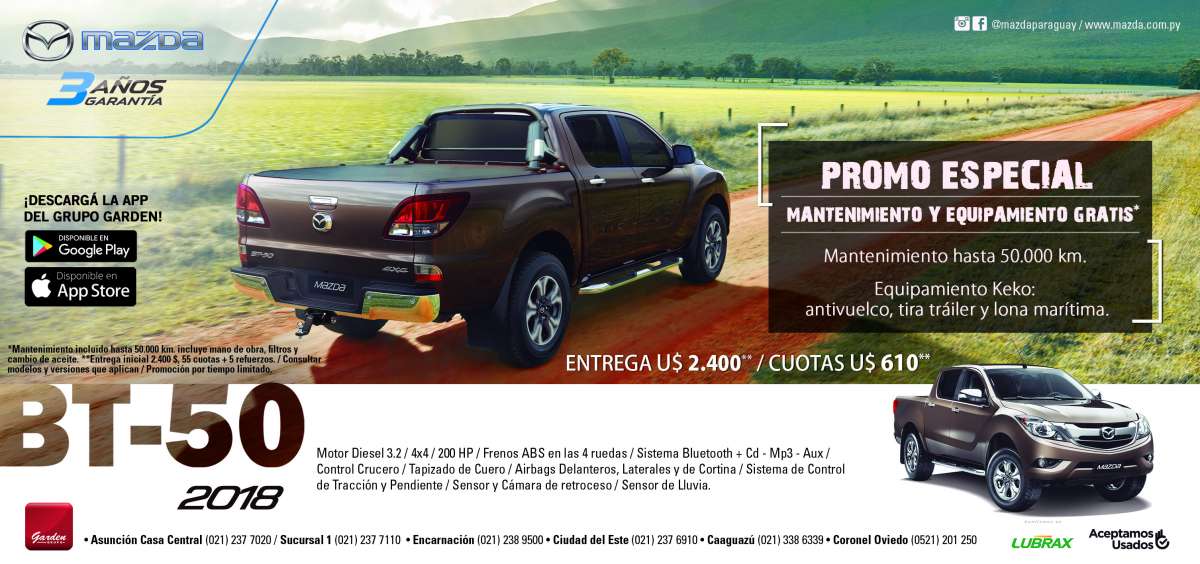 mazda
3 AÑOS
GARANTÍA
@mazdaparaguay / www.mazda.com.py
¡DESCARGÁ LA APP
DEL GRUPO GARDEN!
DISPONIBLE EN
Google Play
Disponible en
App Store
BT-50
4x4
mazda
PROMO ESPECIAL
MANTENIMIENTO Y EQUIPAMIENTO GRATIS*
Mantenimiento hasta 50.000 km.
Equipamiento Keko:
antivuelco, tira tráiler y lona marítima.
*Mantenimiento incluido hasta 50.000 km. incluye mano de obra, filtros y
cambio de aceite. **Entrega inicial 2.400 $, 55 cuotas + 5 refuerzos. / Consultar
modelos y versiones que aplican / Promoción por tiempo limitado.
ENTREGA U$ 2.400** / CUOTAS U$ 610**
BT-50
2018
Motor Diesel 3.2 / 4x4 / 200 HP / Frenos ABS en las 4 ruedas / Sistema Bluetooth + Cd - Mp3 - Aux /
Control Crucero / Tapizado de Cuero / Airbags Delanteros, Laterales y de Cortina / Sistema de Control
de Tracción y Pendiente / Sensor y Cámara de retroceso / Sensor de Lluvia.
mazda
Garden
GRUPO
• Asunción Casa Central (021) 237 7020 / Sucursal 1 (021) 237 7110 • Encarnación (021) 238 9500 • Ciudad del Este (021) 237 6910 • Caaguazú (021) 338 6339 • Coronel Oviedo (0521) 201 250
LUBRAX
Aceptamos
Usados